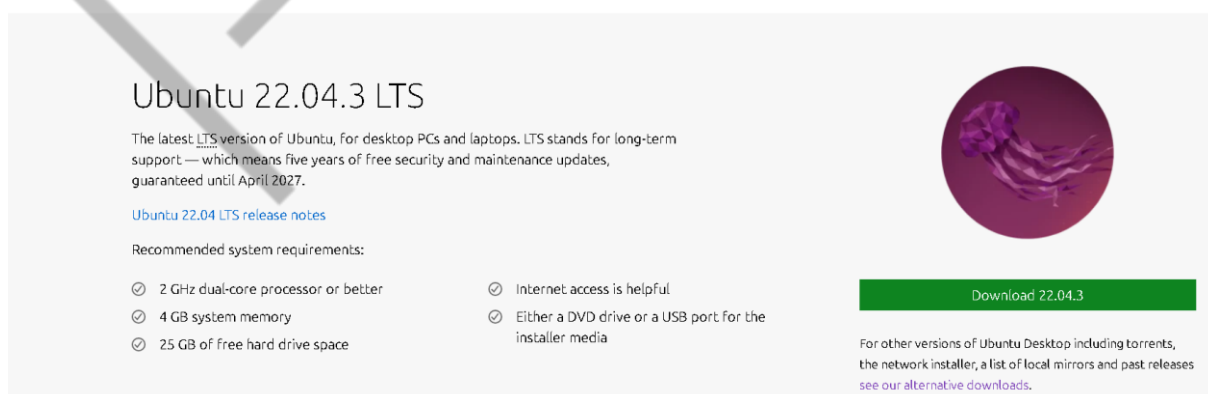 Ubuntu 22.04.3 LTS
The latest LTS version of Ubuntu, for desktop PCs and laptops. LTS stands for long-term
support — which means five years of free security and maintenance updates,
guaranteed until April 2027.
Ubuntu 22.04 LTS release notes
Recommended system requirements:
2 GHz dual-core processor or better
4 GB system memory
25 GB of free hard drive space
Internet access is helpful
Either a DVD drive or a USB port for the
installer media
Download 22.04.3
For other versions of Ubuntu Desktop including torrents,
the network installer, a list of local mirrors and past releases
see our alternative downloads.